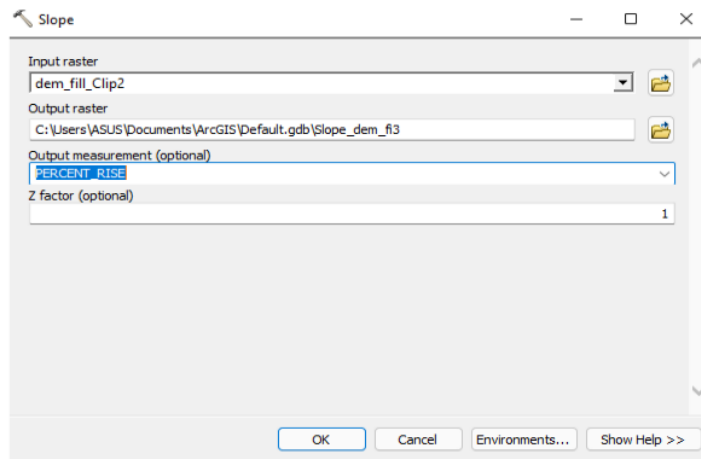 Slope
Input raster
dem_fill_Clip2
Output raster
C:\Users\ASUS\Documents\ArcGIS\Default.gdb\Slope_dem_fi3
Output measurement (optional)
PERCENT_RISE
Z factor (optional)
1
OK Cancel Environments... Show Help >>